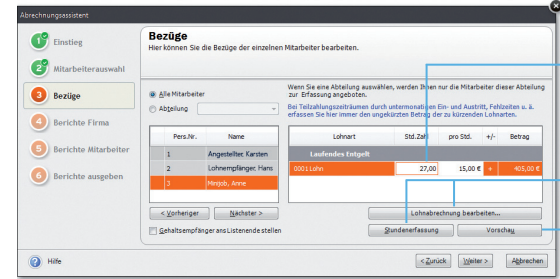 Abrechnungsassistent
Bezüge
Hier können Sie die Bezüge der einzelnen Mitarbeiter bearbeiten.
1 Einstieg
2 Mitarbeiterauswahl
3 Bezüge
4 Berichte Firma
5 Berichte Mitarbeiter
6 Berichte ausgeben
Alle Mitarbeiter
Abteilung
Wenn Sie eine Abteilung auswählen, werden Ihnen nur die Mitarbeiter dieser Abteilung
zur Erfassung angeboten.
Bei Teilzahlungszeiträumen durch untermonatigen Ein- und Austritt, Fehlzeiten u. ä.
erfassen Sie hier immer den ungekürzten Betrag der zu kürzenden Lohnarten.
Pers.Nr. Name
1 Angestellter, Karsten
2 Lohnempfänger, Hans
3 Minijob, Anne
Lohnart Std.Zahl pro Std. +/- Betrag
Laufendes Entgelt
0001 Lohn 27,00 15,00 € + 405,00 €
< Vorheriger Nächster >
Lohnabrechnung bearbeiten...
Gehaltsempfänger ans Listenende stellen
Stundenerfassung Vorschau
Hilfe
< Zurück Weiter > Abbrechen